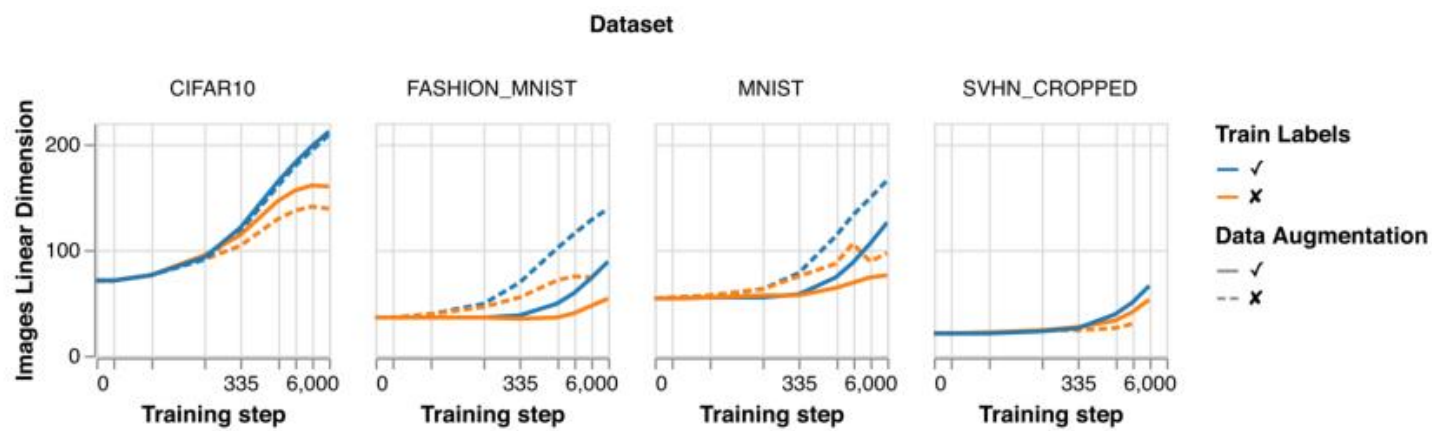 Dataset
CIFAR10 FASHION_MNIST MNIST SVHN_CROPPED
Images Linear Dimension
200
100
0
0 335 6,000 0 335 6,000 0 335 6,000 0 335 6,000
Training step Training step Training step Training step
Train Labels
✓
✘
Data Augmentation
✓
✘